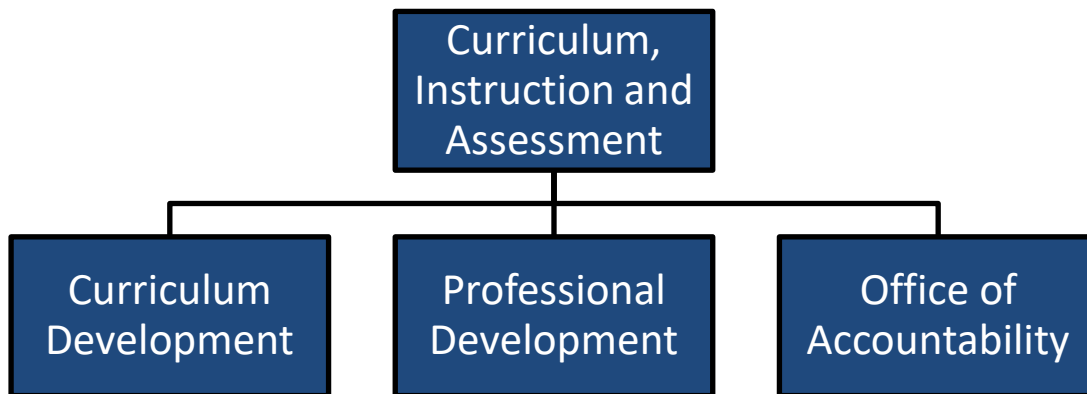 Curriculum,
Instruction and
Assessment
Curriculum
Development
Professional
Development
Office of
Accountability